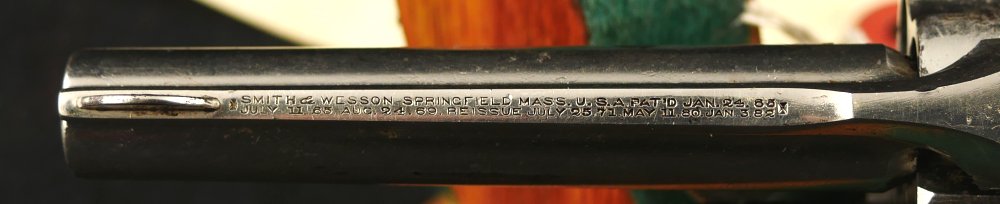 SMITH & WESSON SPRINGFIELD MASS. U.S.A. PAT'D JAN. 24. 65
JULY 11. 65. AUG. 24. 69. REISSUE JULY 25. 71. MAY 11. 80 JAN 3 82